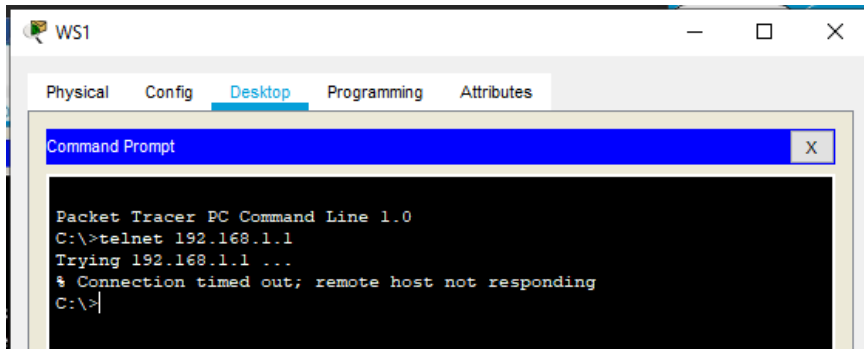 WS1
Physical Config Desktop Programming Attributes
Command Prompt
X
Packet Tracer PC Command Line 1.0
C:\>telnet 192.168.1.1
Trying 192.168.1.1 ...
% Connection timed out; remote host not responding
C:\>